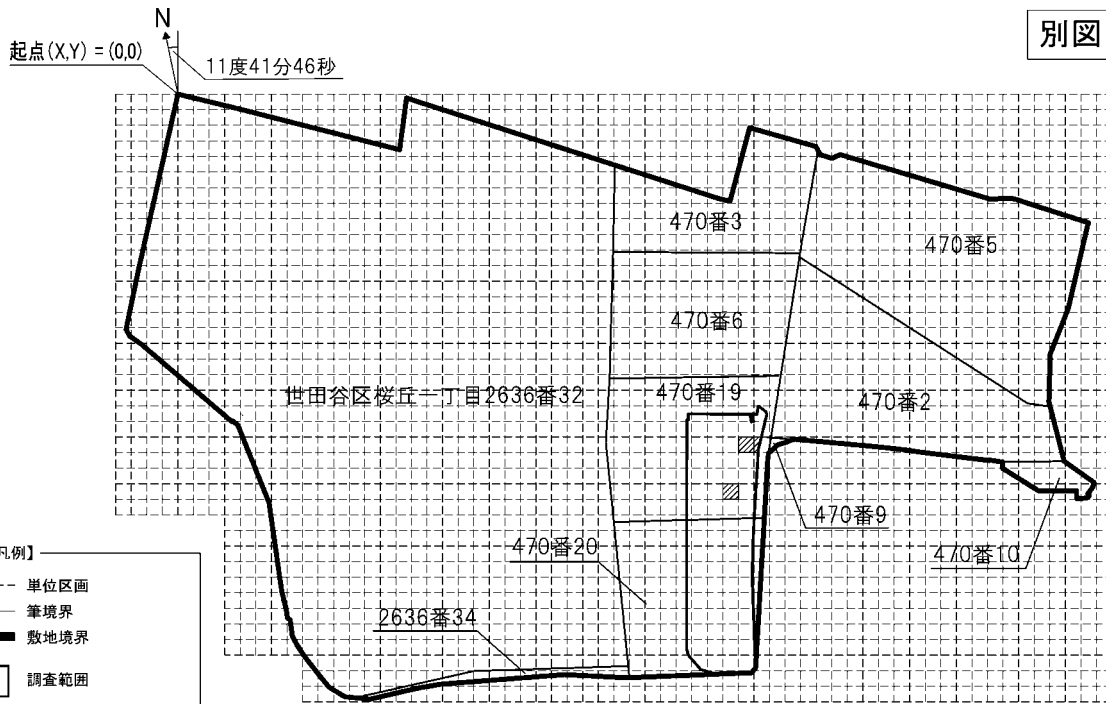 別図
N
起点(X,Y) = (0,0)
11度41分46秒
470番3
470番5
470番6
世田谷区桜丘一丁目2636番32
470番19
470番2
470番9
470番20
470番10
2636番34
凡例】
単位区画
筆境界
敷地境界
調査範囲